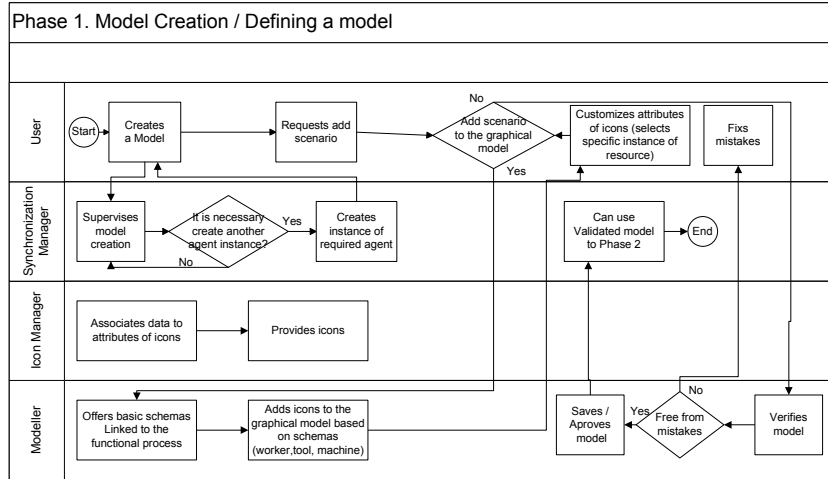 Phase 1. Model Creation / Defining a model
User
Start
Creates
a Model
Requests add
scenario
No
Add scenario
to the graphical
model
Yes
Customizes attributes
of icons (selects
specific instance of
resource)
Fixs
mistakes
Synchronization
Manager
Supervises
model
creation
It is necessary
create another
agent instance?
Yes
No
Creates
instance of
required agent
Can use
Validated model
to Phase 2
End
Icon Manager
Associates data to
attributes of icons
Provides icons
Modeller
Offers basic schemas
Linked to the
functional process
Adds icons to the
graphical model based
on schemas
(worker,tool, machine)
Saves /
Aproves
model
Yes
Free from
mistakes
No
Verifies
model